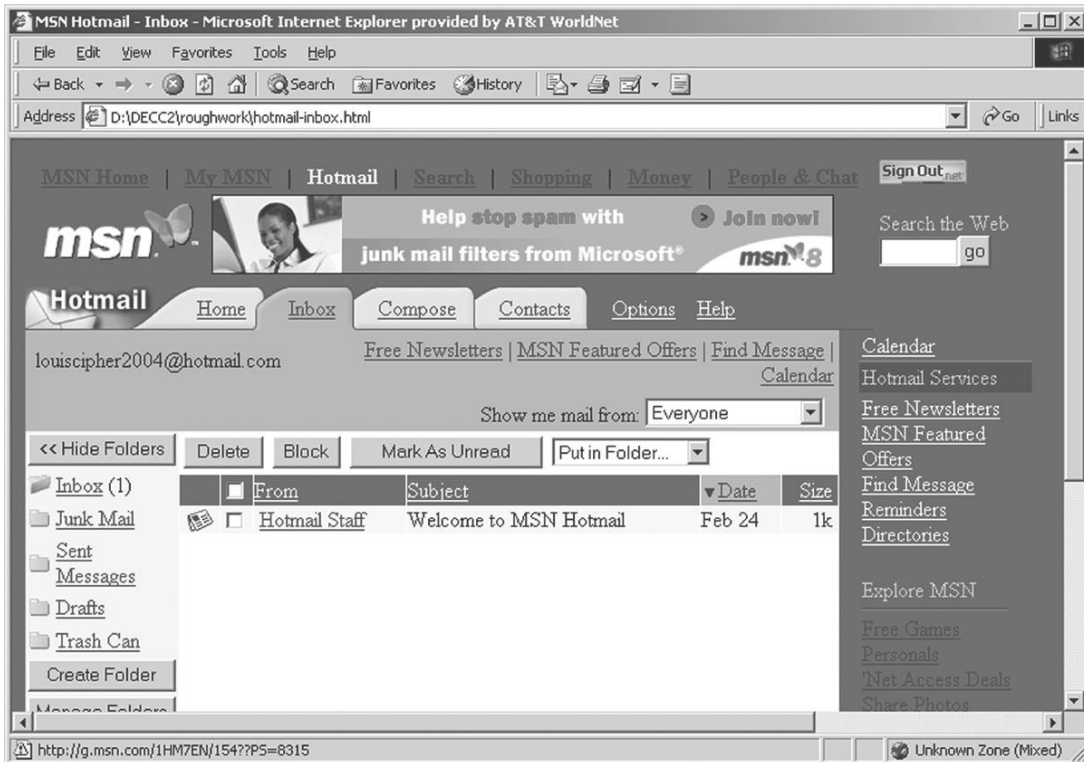 MSN Hotmail - Inbox - Microsoft Internet Explorer provided by AT&T WorldNet
File Edit View Favorites Tools Help
Back Search Favorites History
Address D:\DECC2\roughwork\hotmail-inbox.html Go Links
MSN Home | My MSN | Hotmail | Search | Shopping | Money | People & Chat Sign Out.net
msn Help stop spam with Join now!
junk mail filters from Microsoft® msn 8
Search the Web
go
Hotmail Home Inbox Compose Contacts Options Help
louiscipher2004@hotmail.com Free Newsletters | MSN Featured Offers | Find Message |
Calendar
Show me mail from: Everyone
<< Hide Folders Delete Block Mark As Unread Put in Folder...
From Subject Date Size
Hotmail Staff Welcome to MSN Hotmail Feb 24 1k
Inbox (1)
Junk Mail
Sent
Messages
Drafts
Trash Can
Create Folder
Manage Folders
Calendar
Hotmail Services
Free Newsletters
MSN Featured
Offers
Find Message
Reminders
Directories
Explore MSN
Free Games
Personals
'Net Access Deals
Share Photos
http://g.msn.com/1HM7EN/154??PS=8315 Unknown Zone (Mixed)